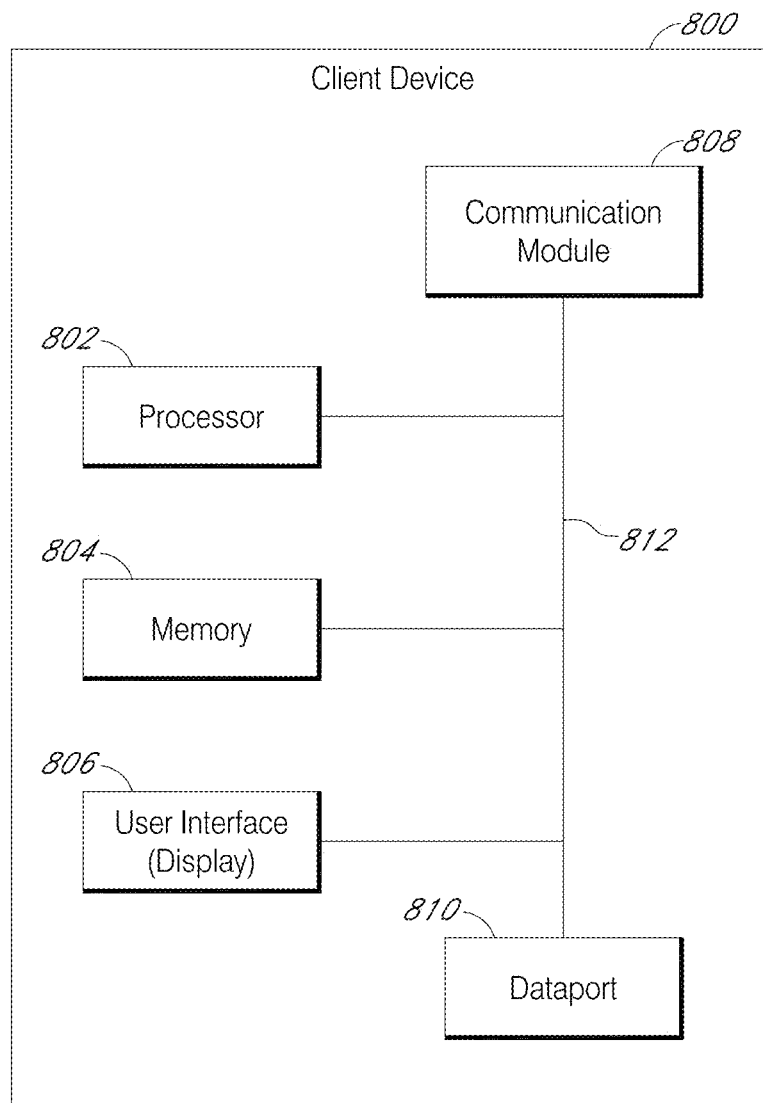 800
Client Device
808
Communication
Module
802
Processor
812
804
Memory
806
User Interface
(Display)
810
Dataport